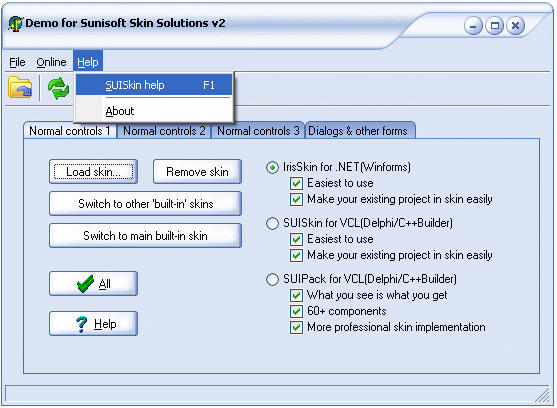 Demo for Sunisoft Skin Solutions v2
File Online Help
SUISkin help F1
About
Normal controls 1 Normal controls 2 Normal controls 3 Dialogs & other forms
Load skin... Remove skin
Switch to other 'built-in' skins
Switch to main built-in skin
All
? Help
IrisSkin for .NET(Winforms)
Easiest to use
Make your existing project in skin easily
SUISkin for VCL(Delphi/C++Builder)
Easiest to use
Make your existing project in skin easily
SUIPack for VCL(Delphi/C++Builder)
What you see is what you get
60+ components
More professional skin implementation